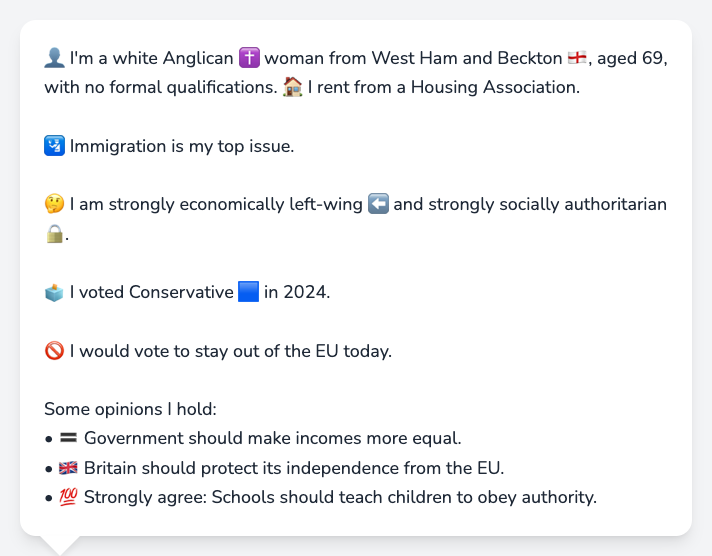 👤 I'm a white Anglican ✝️ woman from West Ham and Beckton 🏴󠁧󠁢󠁥󠁮󠁧󠁿, aged 69,
with no formal qualifications. 🏠 I rent from a Housing Association.
🛂 Immigration is my top issue.
🤔 I am strongly economically left-wing ⬅️ and strongly socially authoritarian
🔒.
🗳️ I voted Conservative 🟦 in 2024.
🚫 I would vote to stay out of the EU today.
Some opinions I hold:
• 🟰 Government should make incomes more equal.
• 🇬🇧 Britain should protect its independence from the EU.
• 💯 Strongly agree: Schools should teach children to obey authority.